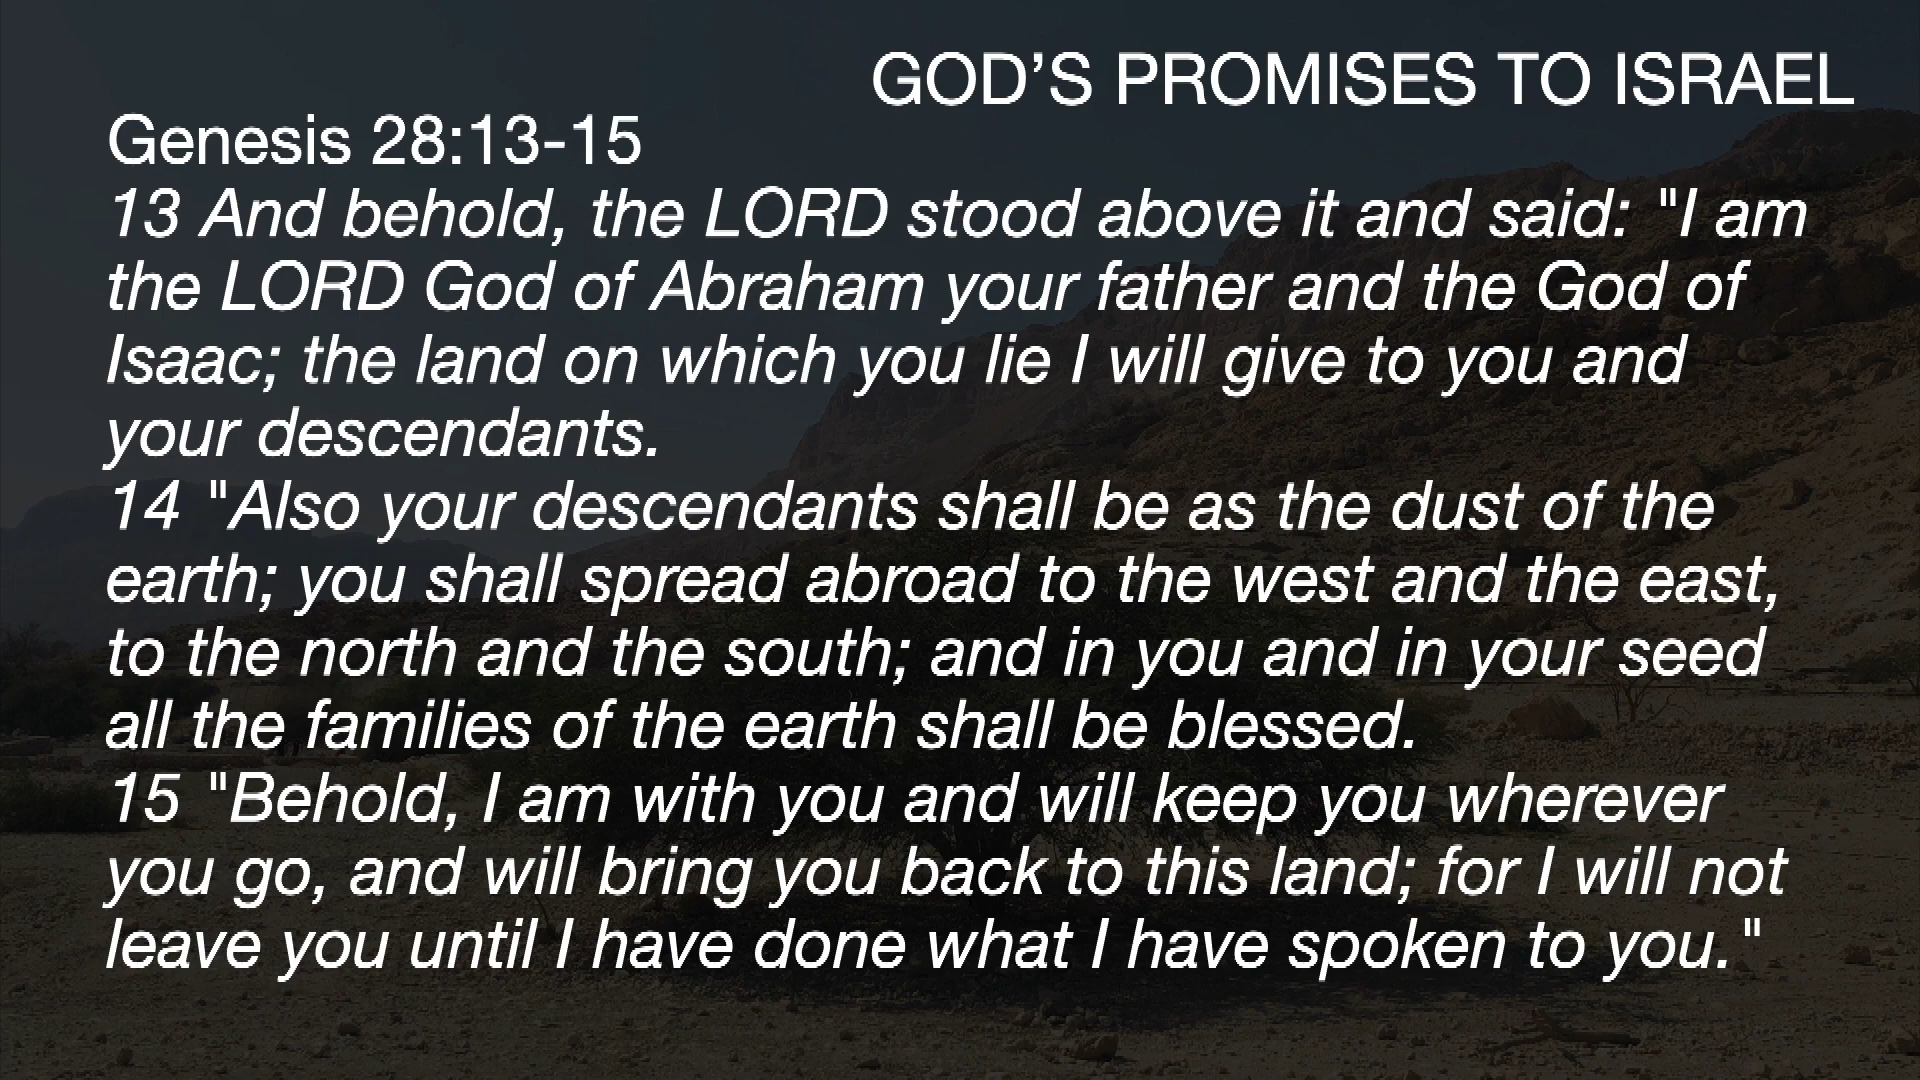 GOD’S PROMISES TO ISRAEL
Genesis 28:13-15
13 And behold, the LORD stood above it and said: "I am
the LORD God of Abraham your father and the God of
Isaac; the land on which you lie I will give to you and
your descendants.
14 "Also your descendants shall be as the dust of the
earth; you shall spread abroad to the west and the east,
to the north and the south; and in you and in your seed
all the families of the earth shall be blessed.
15 "Behold, I am with you and will keep you wherever
you go, and will bring you back to this land; for I will not
leave you until I have done what I have spoken to you."